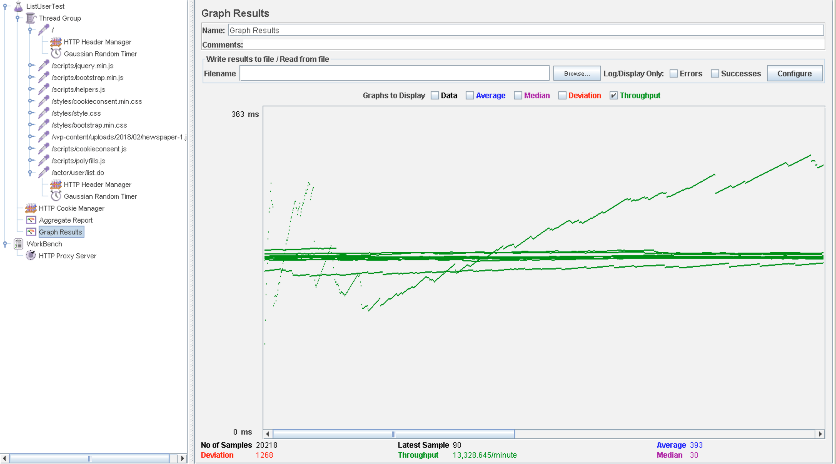 ListUserTest
Thread Group
/
HTTP Header Manager
Gaussian Random Timer
/scripts/jquery.min.js
/scripts/bootstrap.min.js
/scripts/helpers.js
/styles/cookieconsent.min.css
/styles/style.css
/styles/bootstrap.min.css
/wp-content/uploads/2018/02/newspaper-1.j
/scripts/cookieconsent.js
/scripts/polyfills.js
/actor/user/list.do
HTTP Header Manager
Gaussian Random Timer
HTTP Cookie Manager
Aggregate Report
Graph Results
WorkBench
HTTP Proxy Server
Graph Results
Name: Graph Results
Comments:
Write results to file / Read from file
Filename Browse... Log/Display Only: Errors Successes Configure
Graphs to Display Data Average Median Deviation Throughput
363 ms
0 ms
No of Samples 20218 Latest Sample 90 Average 393
Deviation 1268 Throughput 13,328.645/minute Median 30